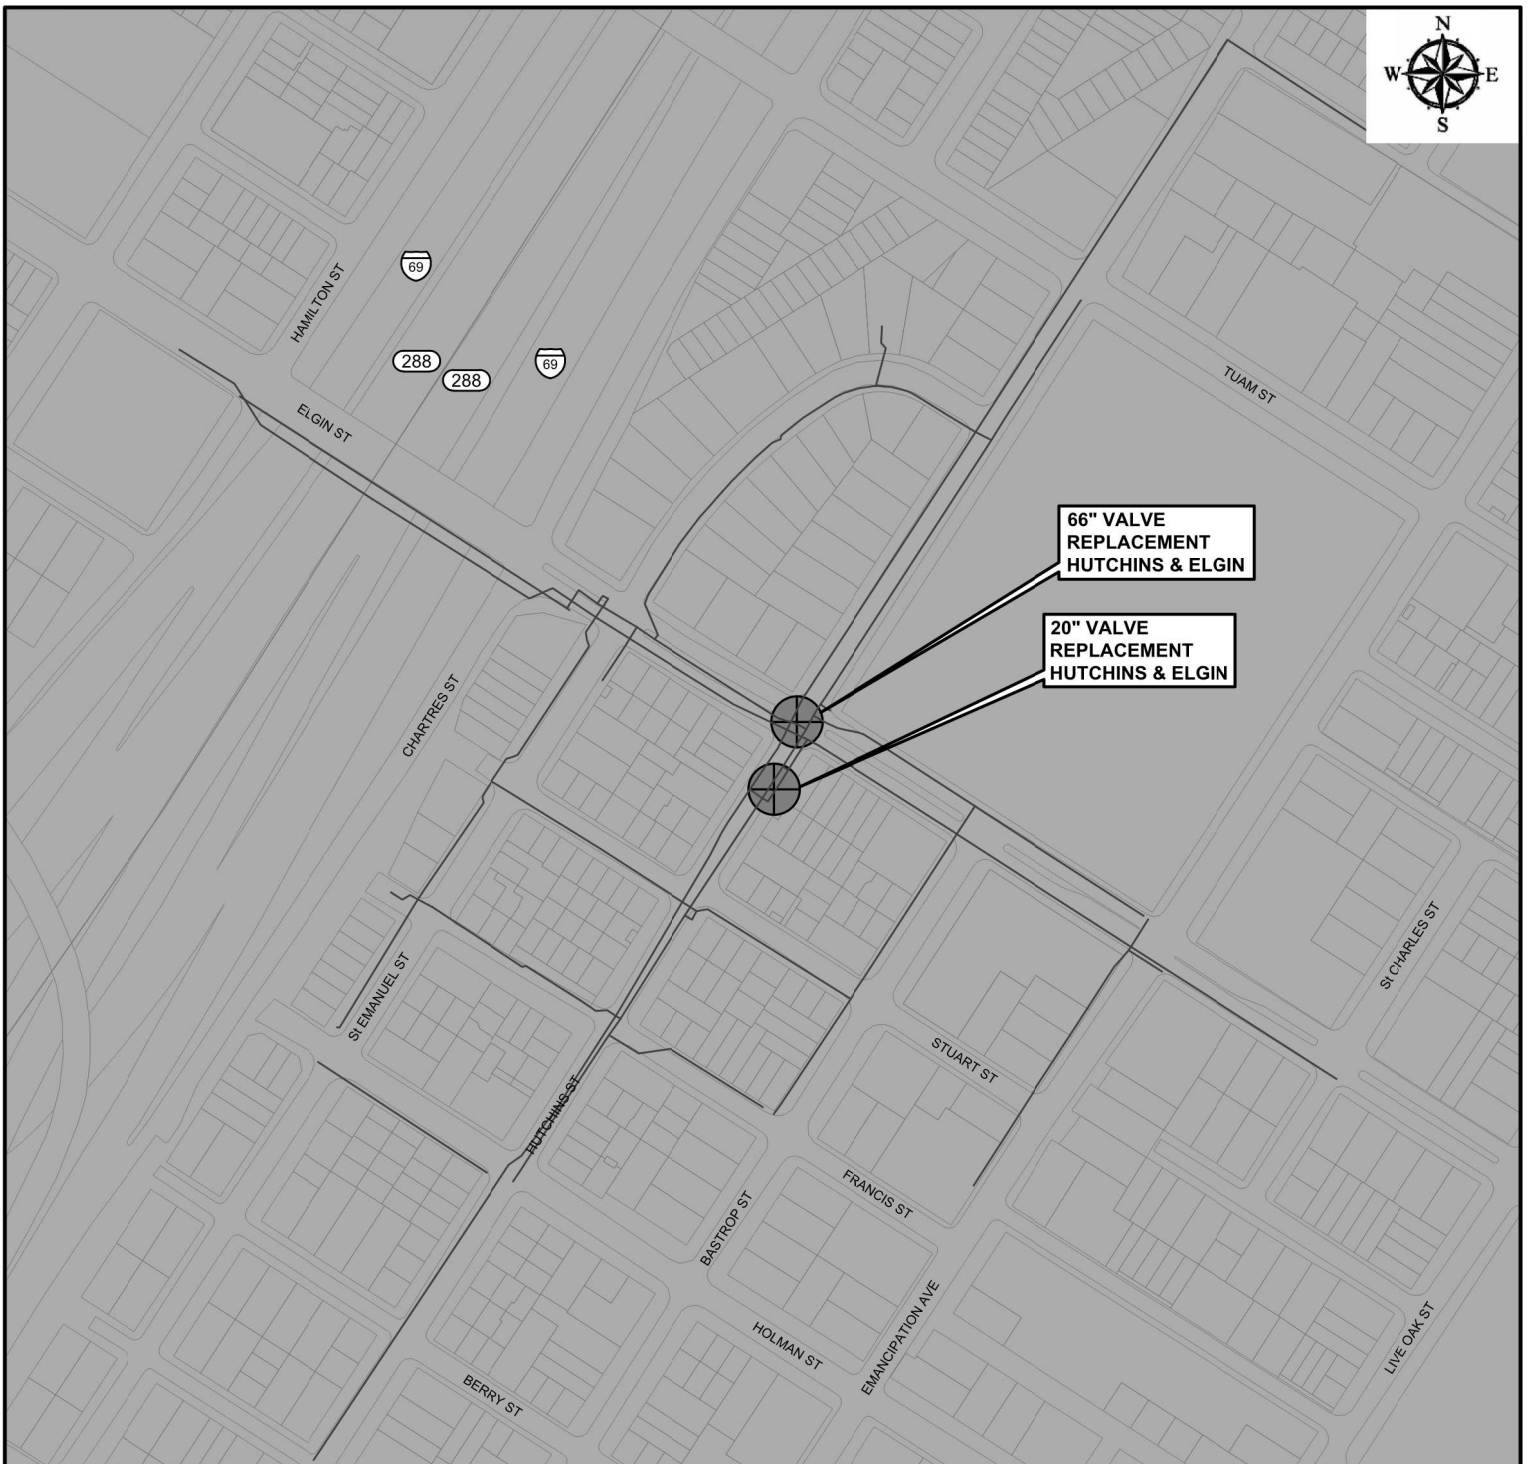 N
W E
S
69
HAMILTON ST
288
69
288
TUAM ST
ELGIN ST
66" VALVE
REPLACEMENT
HUTCHINS & ELGIN
20" VALVE
REPLACEMENT
HUTCHINS & ELGIN
CHARTRES ST
St CHARLES ST
St EMANUEL ST
STUART ST
HUTCHINS ST
FRANCIS ST
BASTROP ST
EMANCIPATION AVE
HOLMAN ST
LIVE OAK ST
BERRY ST